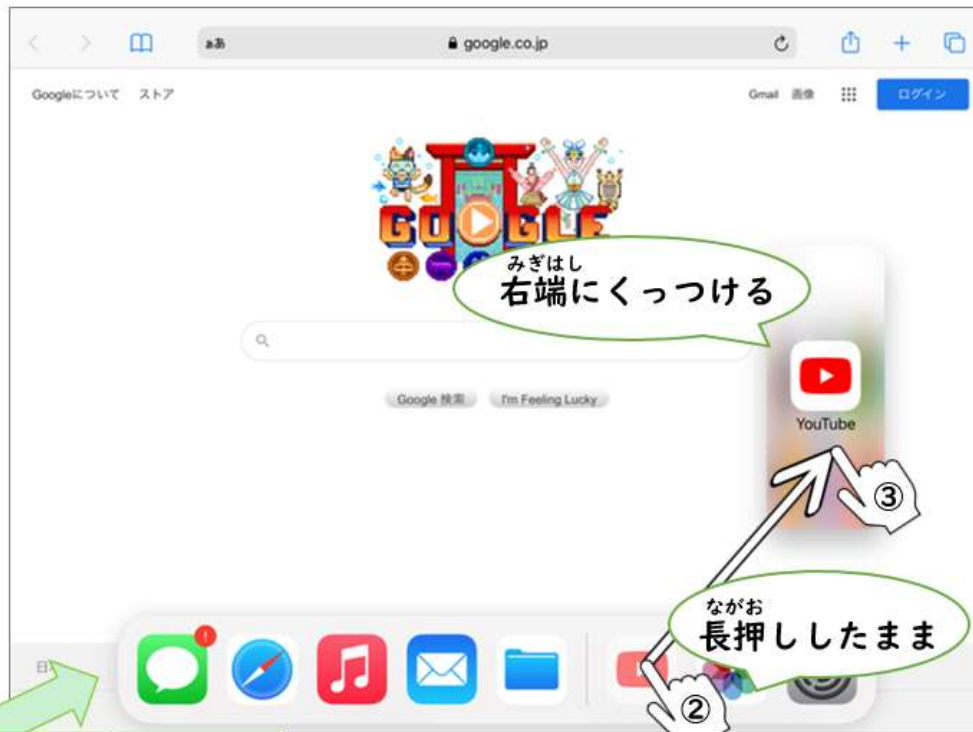 ぁあ
google.co.jp
Googleについて ストア
Gmail 画像
ログイン
GOOGLE
みぎはし
右端にくっつける
YouTube
Google 検索 I'm Feeling Lucky
③
ながお
長押ししたまま
②